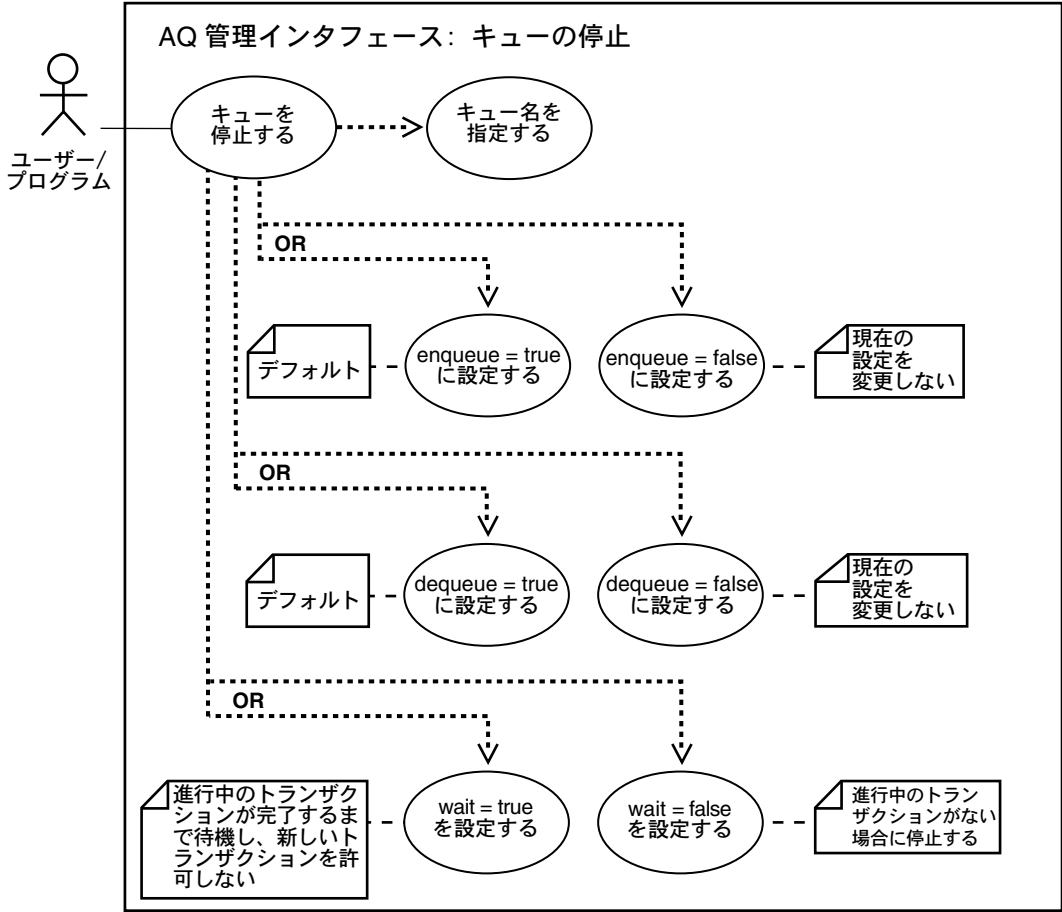 AQ 管理インタフェース: キューの停止
ユーザー/
プログラム
キューを
停止する
キュー名を
指定する
OR
デフォルト
enqueue = true
に設定する
enqueue = false
に設定する
現在の
設定を
変更しない
OR
デフォルト
dequeue = true
に設定する
dequeue = false
に設定する
現在の
設定を
変更しない
OR
進行中のトランザク
ションが完了するま
で待機し、新しいト
ランザクションを許
可しない
wait = true
を設定する
wait = false
を設定する
進行中のトラン
ザクションがない
場合に停止する